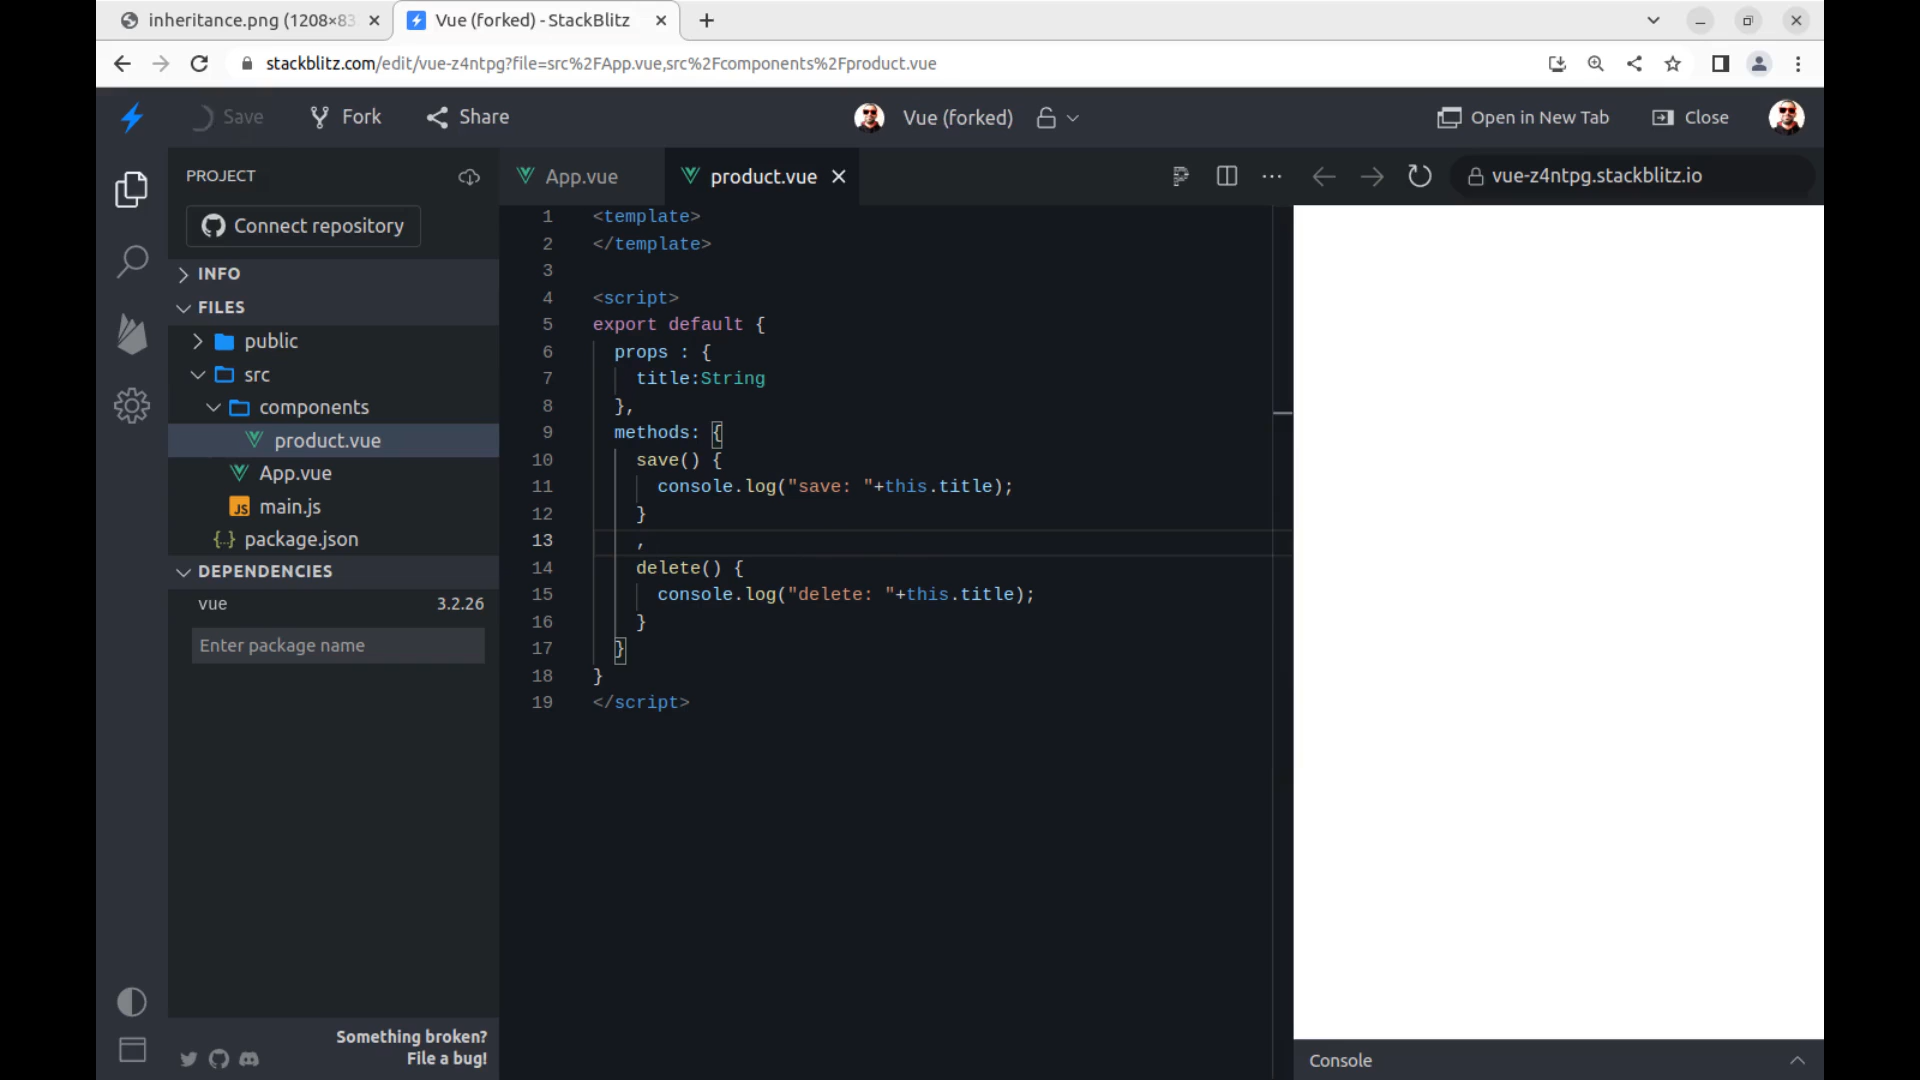 inheritance.png (1208×83
Vue (forked) - StackBlitz
stackblitz.com/edit/vue-z4ntpg?file=src%2FApp.vue,src%2Fcomponents%2Fproduct.vue
Save
Fork
Share
Vue (forked)
Open in New Tab
Close
PROJECT
App.vue
product.vue
vue-z4ntpg.stackblitz.io
Connect repository
INFO
FILES
public
src
components
product.vue
App.vue
JS main.js
{..} package.json
DEPENDENCIES
vue 3.2.26
Enter package name
Something broken?
File a bug!
1 <template>
2 </template>
3
4 <script>
5 export default {
6 props : {
7 title:String
8 },
9 methods: {
10 save() {
11 console.log("save: "+this.title);
12 }
13 ,
14 delete() {
15 console.log("delete: "+this.title);
16 }
17 }
18 }
19 </script>
Console